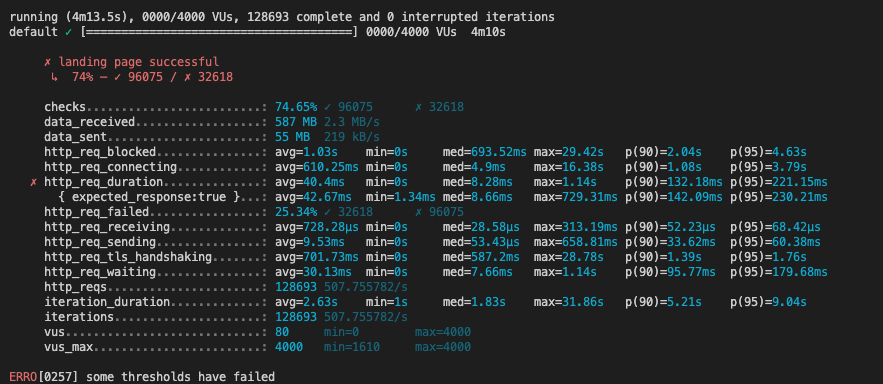 running (4m13.5s), 0000/4000 VUs, 128693 complete and 0 interrupted iterations
default ✓ [======================================] 0000/4000 VUs  4m10s
✗ landing page successful
↳  74% — ✓ 96075 / ✗ 32618
checks.........................: 74.65% ✓ 96075      ✗ 32618
data_received..................: 587 MB 2.3 MB/s
data_sent......................: 55 MB  219 kB/s
http_req_blocked...............: avg=1.03s    min=0s     med=693.52ms max=29.42s   p(90)=2.04s    p(95)=4.63s
http_req_connecting............: avg=610.25ms min=0s     med=4.9ms    max=16.38s   p(90)=1.08s    p(95)=3.79s
✗ http_req_duration..............: avg=40.4ms   min=0s     med=8.28ms   max=1.14s    p(90)=132.18ms p(95)=221.15ms
{ expected_response:true }...: avg=42.67ms  min=1.34ms med=8.66ms   max=729.31ms p(90)=142.09ms p(95)=230.21ms
http_req_failed................: 25.34% ✓ 32618      ✗ 96075
http_req_receiving.............: avg=728.28µs min=0s     med=28.58µs  max=313.19ms p(90)=52.23µs  p(95)=68.42µs
http_req_sending...............: avg=9.53ms   min=0s     med=53.43µs  max=658.81ms p(90)=33.62ms  p(95)=60.38ms
http_req_tls_handshaking.......: avg=701.73ms min=0s     med=587.2ms  max=28.78s   p(90)=1.39s    p(95)=1.76s
http_req_waiting...............: avg=30.13ms  min=0s     med=7.66ms   max=1.14s    p(90)=95.77ms  p(95)=179.68ms
http_reqs......................: 128693 507.755782/s
iteration_duration.............: avg=2.63s    min=1s     med=1.83s    max=31.86s   p(90)=5.21s    p(95)=9.04s
iterations.....................: 128693 507.755782/s
vus............................: 80     min=0        max=4000
vus_max........................: 4000   min=1610     max=4000
ERRO[0257] some thresholds have failed